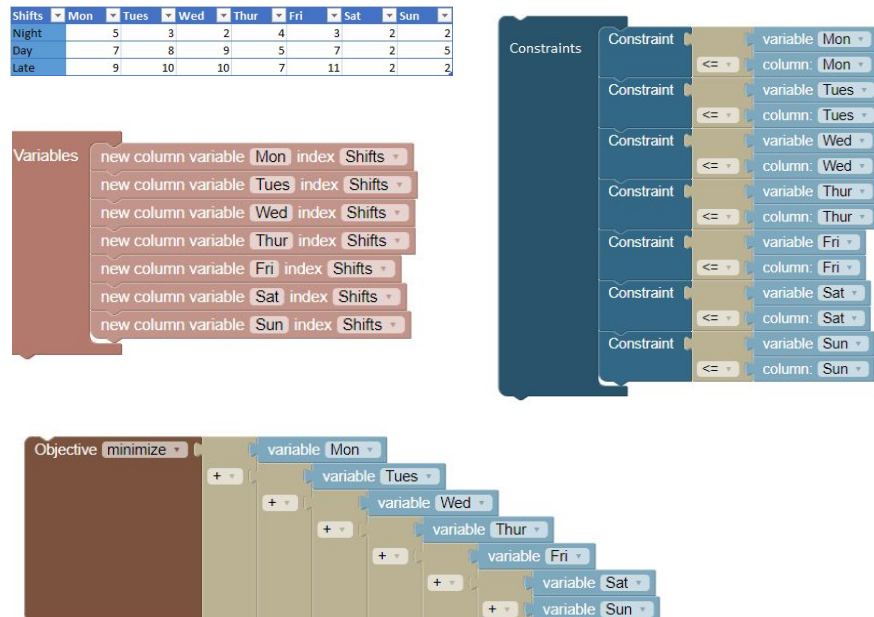 Shifts Mon Tues Wed Thur Fri Sat Sun
Night 5 3 2 4 3 2 2
Day 7 8 9 5 7 2 5
Late 9 10 10 7 11 2 2
Variables
new column variable Mon index Shifts
new column variable Tues index Shifts
new column variable Wed index Shifts
new column variable Thur index Shifts
new column variable Fri index Shifts
new column variable Sat index Shifts
new column variable Sun index Shifts
Constraints
Constraint variable Mon
<= column: Mon
Constraint variable Tues
<= column: Tues
Constraint variable Wed
<= column: Wed
Constraint variable Thur
<= column: Thur
Constraint variable Fri
<= column: Fri
Constraint variable Sat
<= column: Sat
Constraint variable Sun
<= column: Sun
Objective minimize variable Mon
+ variable Tues
+ variable Wed
+ variable Thur
+ variable Fri
+ variable Sat
+ variable Sun